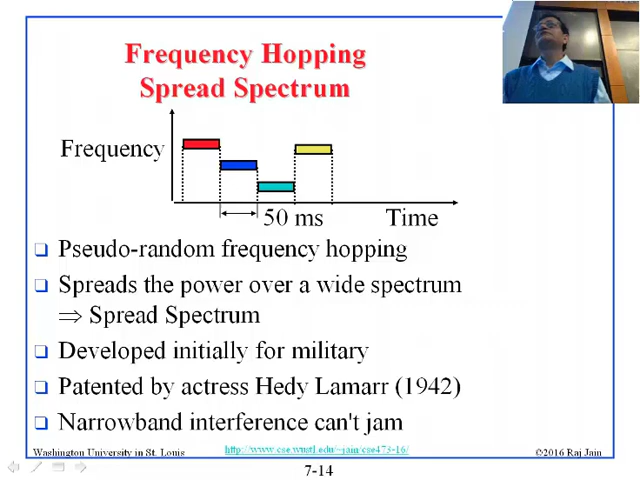 Frequency Hopping
Spread Spectrum
Frequency
50 ms
Time
Pseudo-random frequency hopping
Spreads the power over a wide spectrum
⇒ Spread Spectrum
Developed initially for military
Patented by actress Hedy Lamarr (1942)
Narrowband interference can't jam
Washington University in St. Louis
http://www.cse.wustl.edu/~jain/cse473-16/
©2016 Raj Jain
7-14